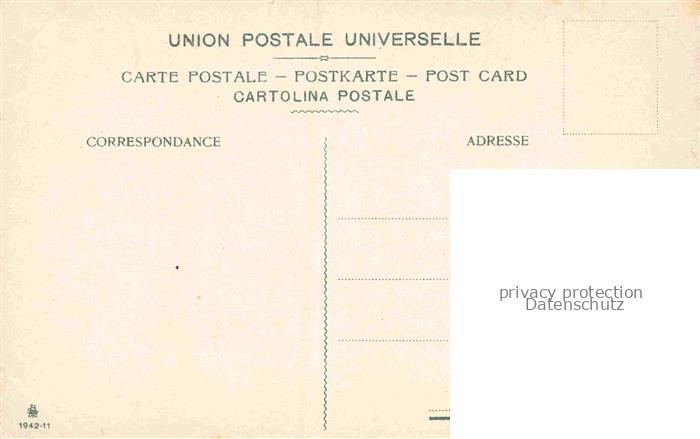 UNION POSTALE UNIVERSELLE
CARTE POSTALE – POSTKARTE – POST CARD
CARTOLINA POSTALE
CORRESPONDANCE
ADRESSE
privacy protection
Datenschutz
1942-11